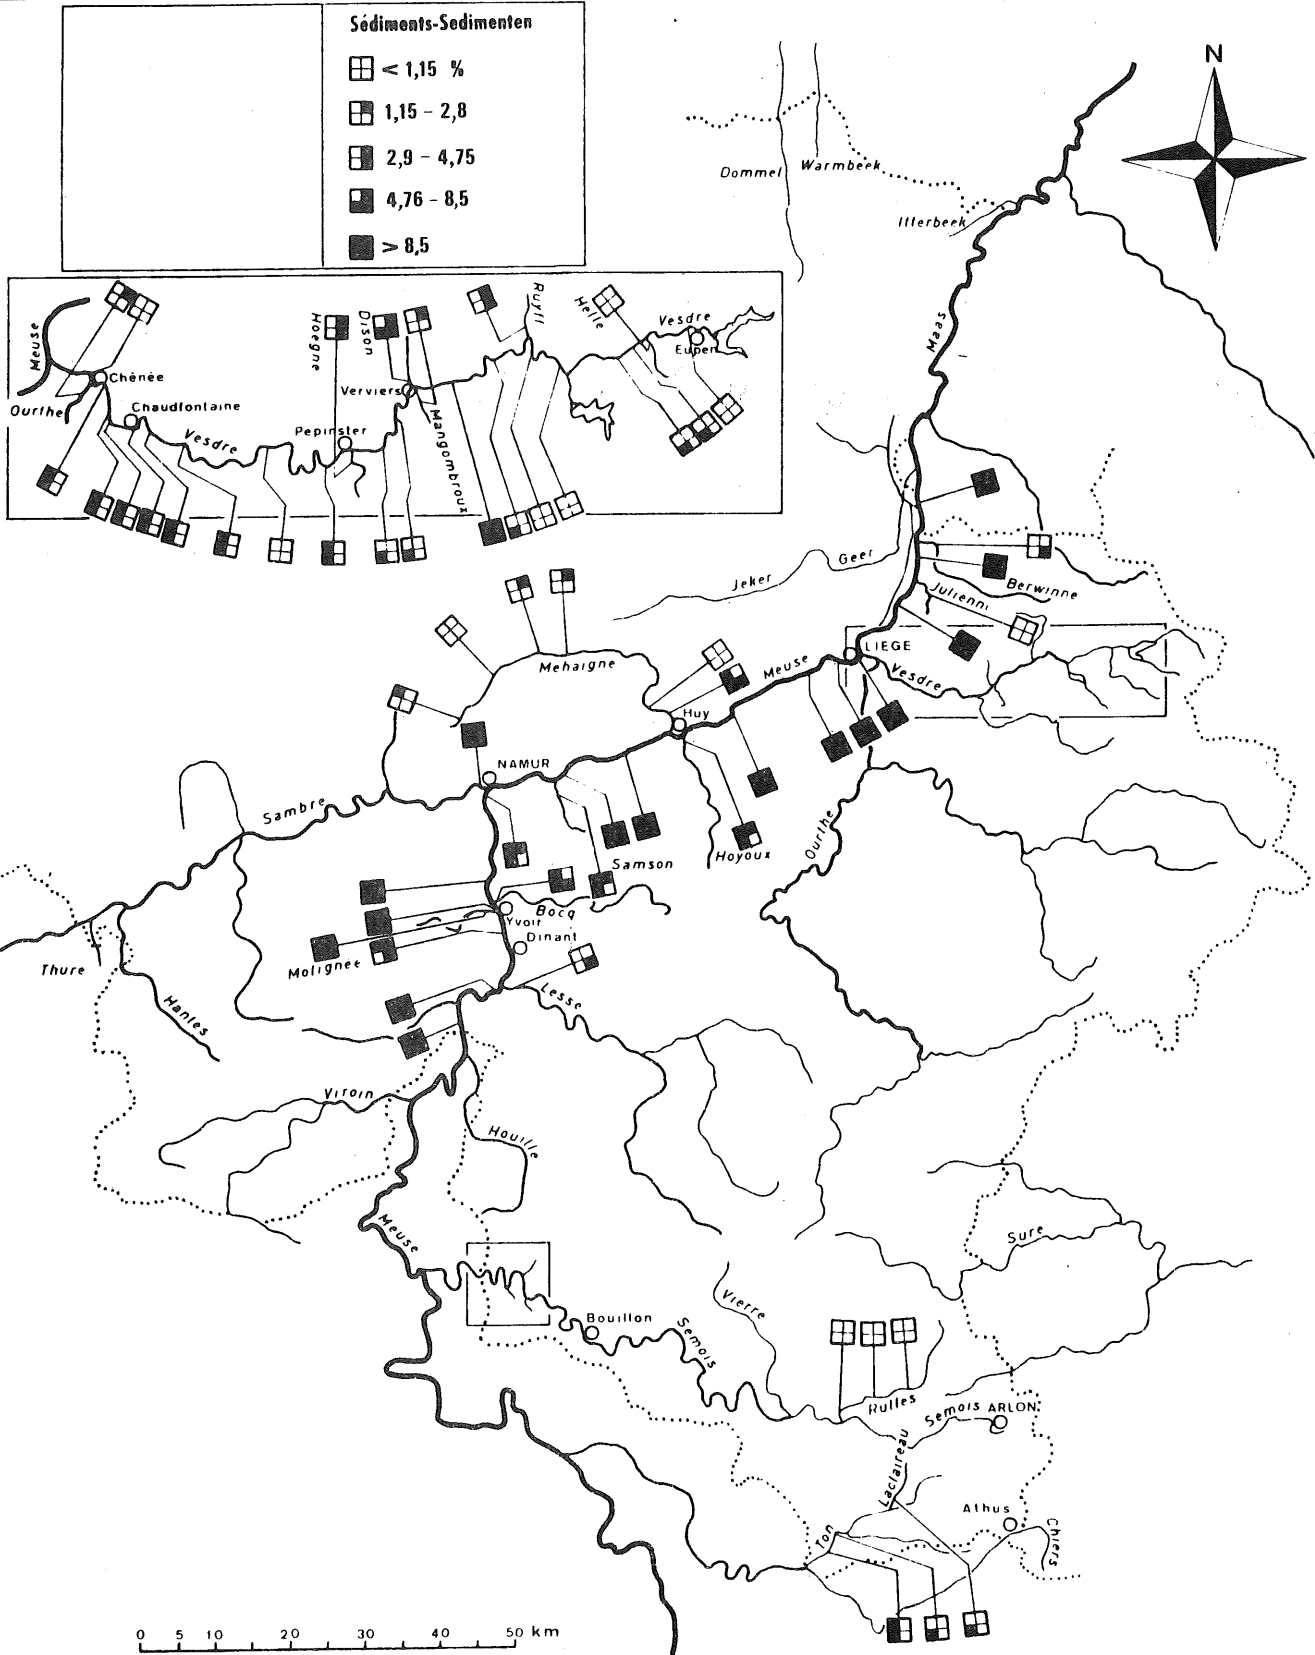 Sédiments-Sedimenten
< 1,15 %
1,15 - 2,8
2,9 - 4,75
4,76 - 8,5
> 8,5
N
Dommel
Warmbeek
Itterbeek
Maas
Meuse
Ourthe
Chênée
Chaudfontaine
Vesdre
Hoegne
Pepinster
Dison
Verviers
Mangombroux
Ruyff
Helle
Vesdre
Eupen
Jeker
Geer
Berwinne
Julienni
LIEGE
Vesdre
Mehaigne
Meuse
Huy
NAMUR
Sambre
Samson
Hoyoux
Ourthe
Bocq
Yvoir
Dinant
Molignee
Thure
Hantes
Lesse
Viroin
Houille
Meuse
Sure
Vierre
Bouillon
Semois
Rulles
Semois
ARLON
Laclaireau
Athus
Ton
Chiers
0 5 10 20 30 40 50 km